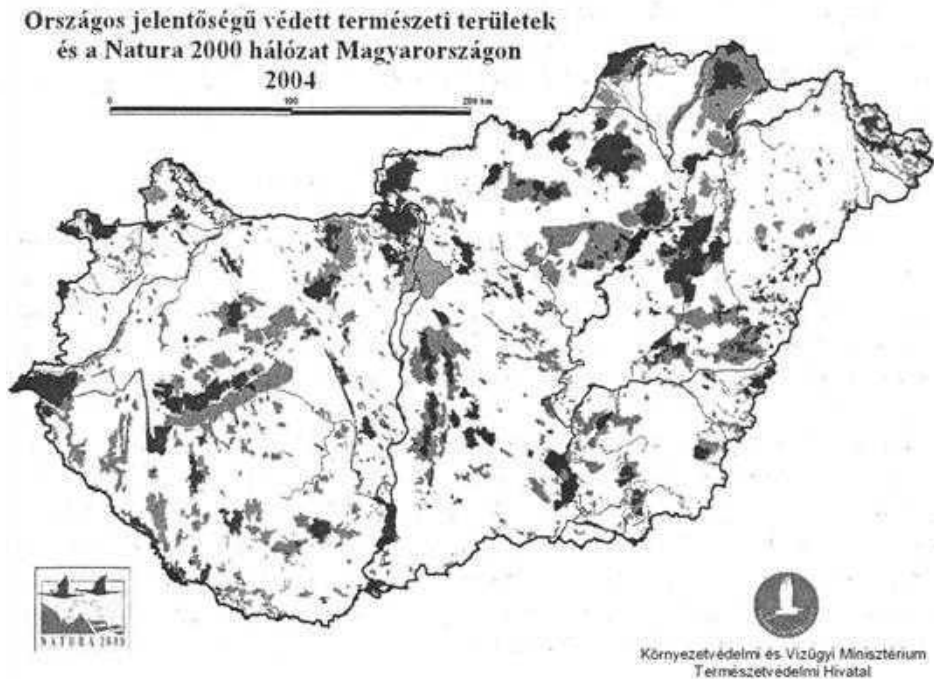 Országos jelentőségű védett természeti területek
és a Natura 2000 hálózat Magyarországon
2004
0 100 200 km
NATURA 2000
Környezetvédelmi és Vízügyi Minisztérium
Természetvédelmi Hivatal